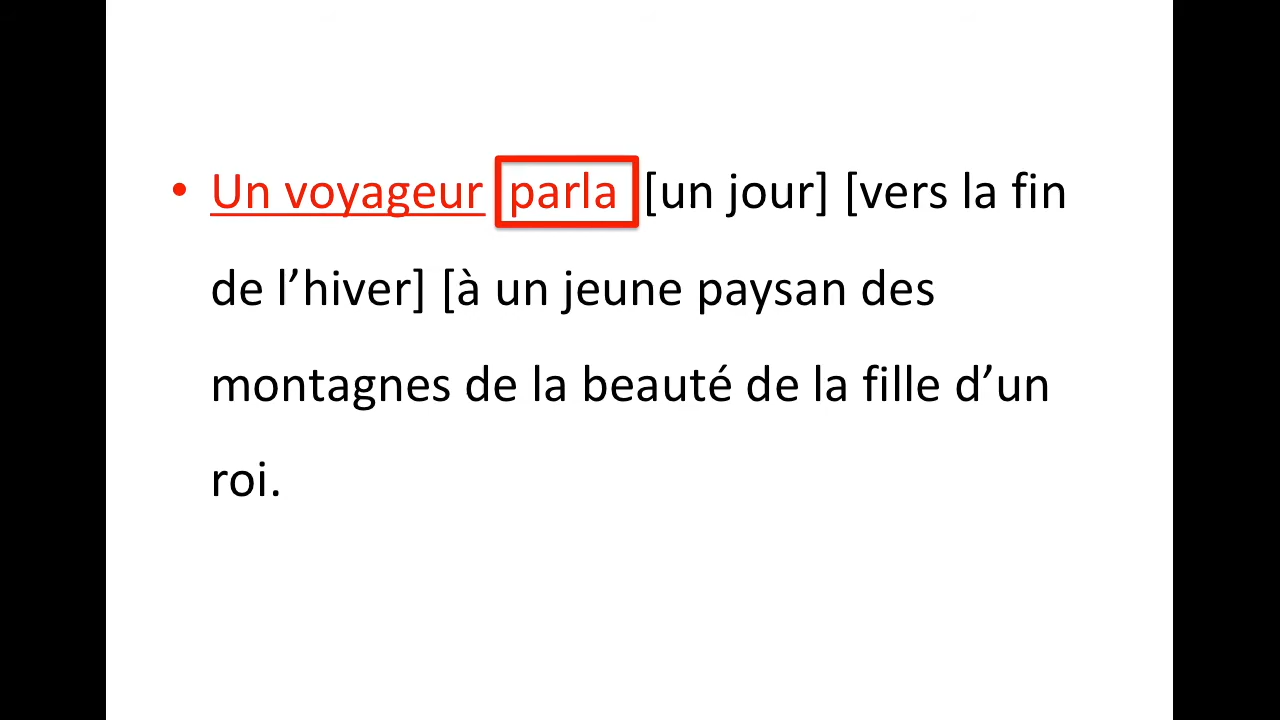 • Un voyageur parla [un jour] [vers la fin
de l’hiver] [à un jeune paysan des
montagnes de la beauté de la fille d’un
roi.